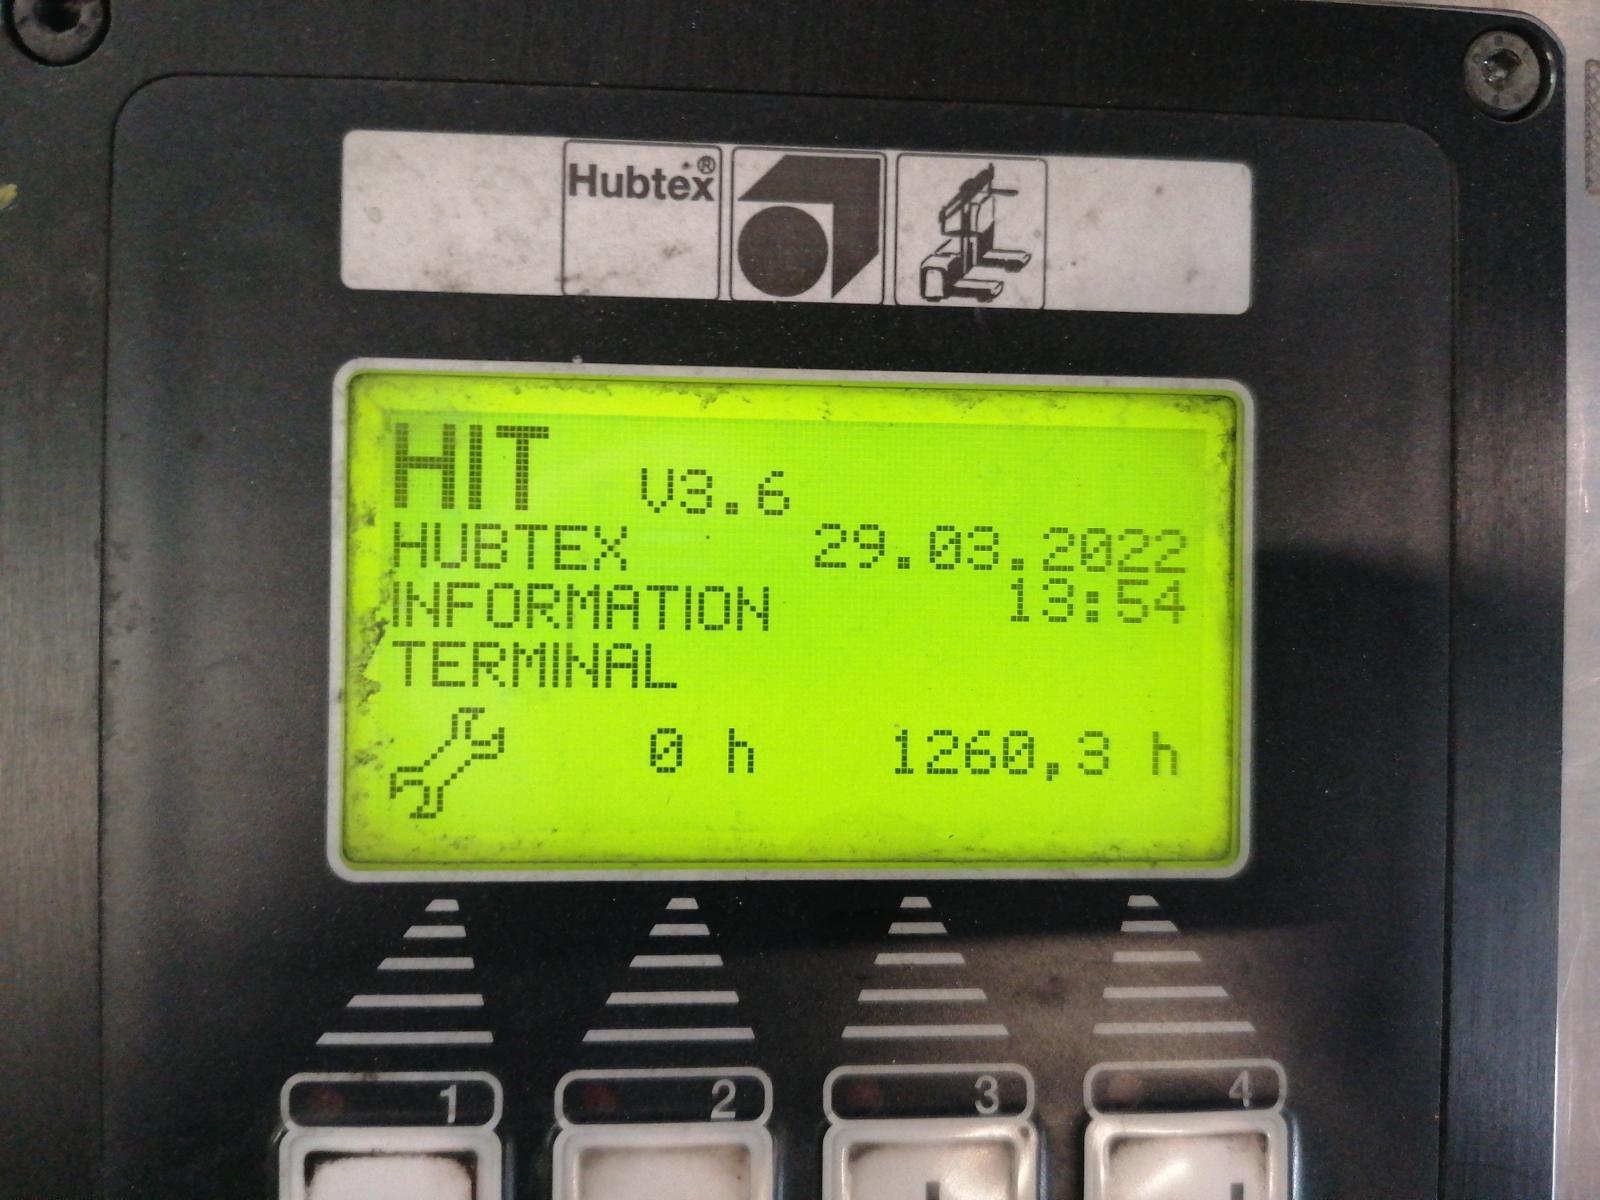 Hubtex®
HIT V3.6
HUBTEX 29.03.2022
INFORMATION 13:54
TERMINAL
0 h 1260,3 h
1 2 3 4